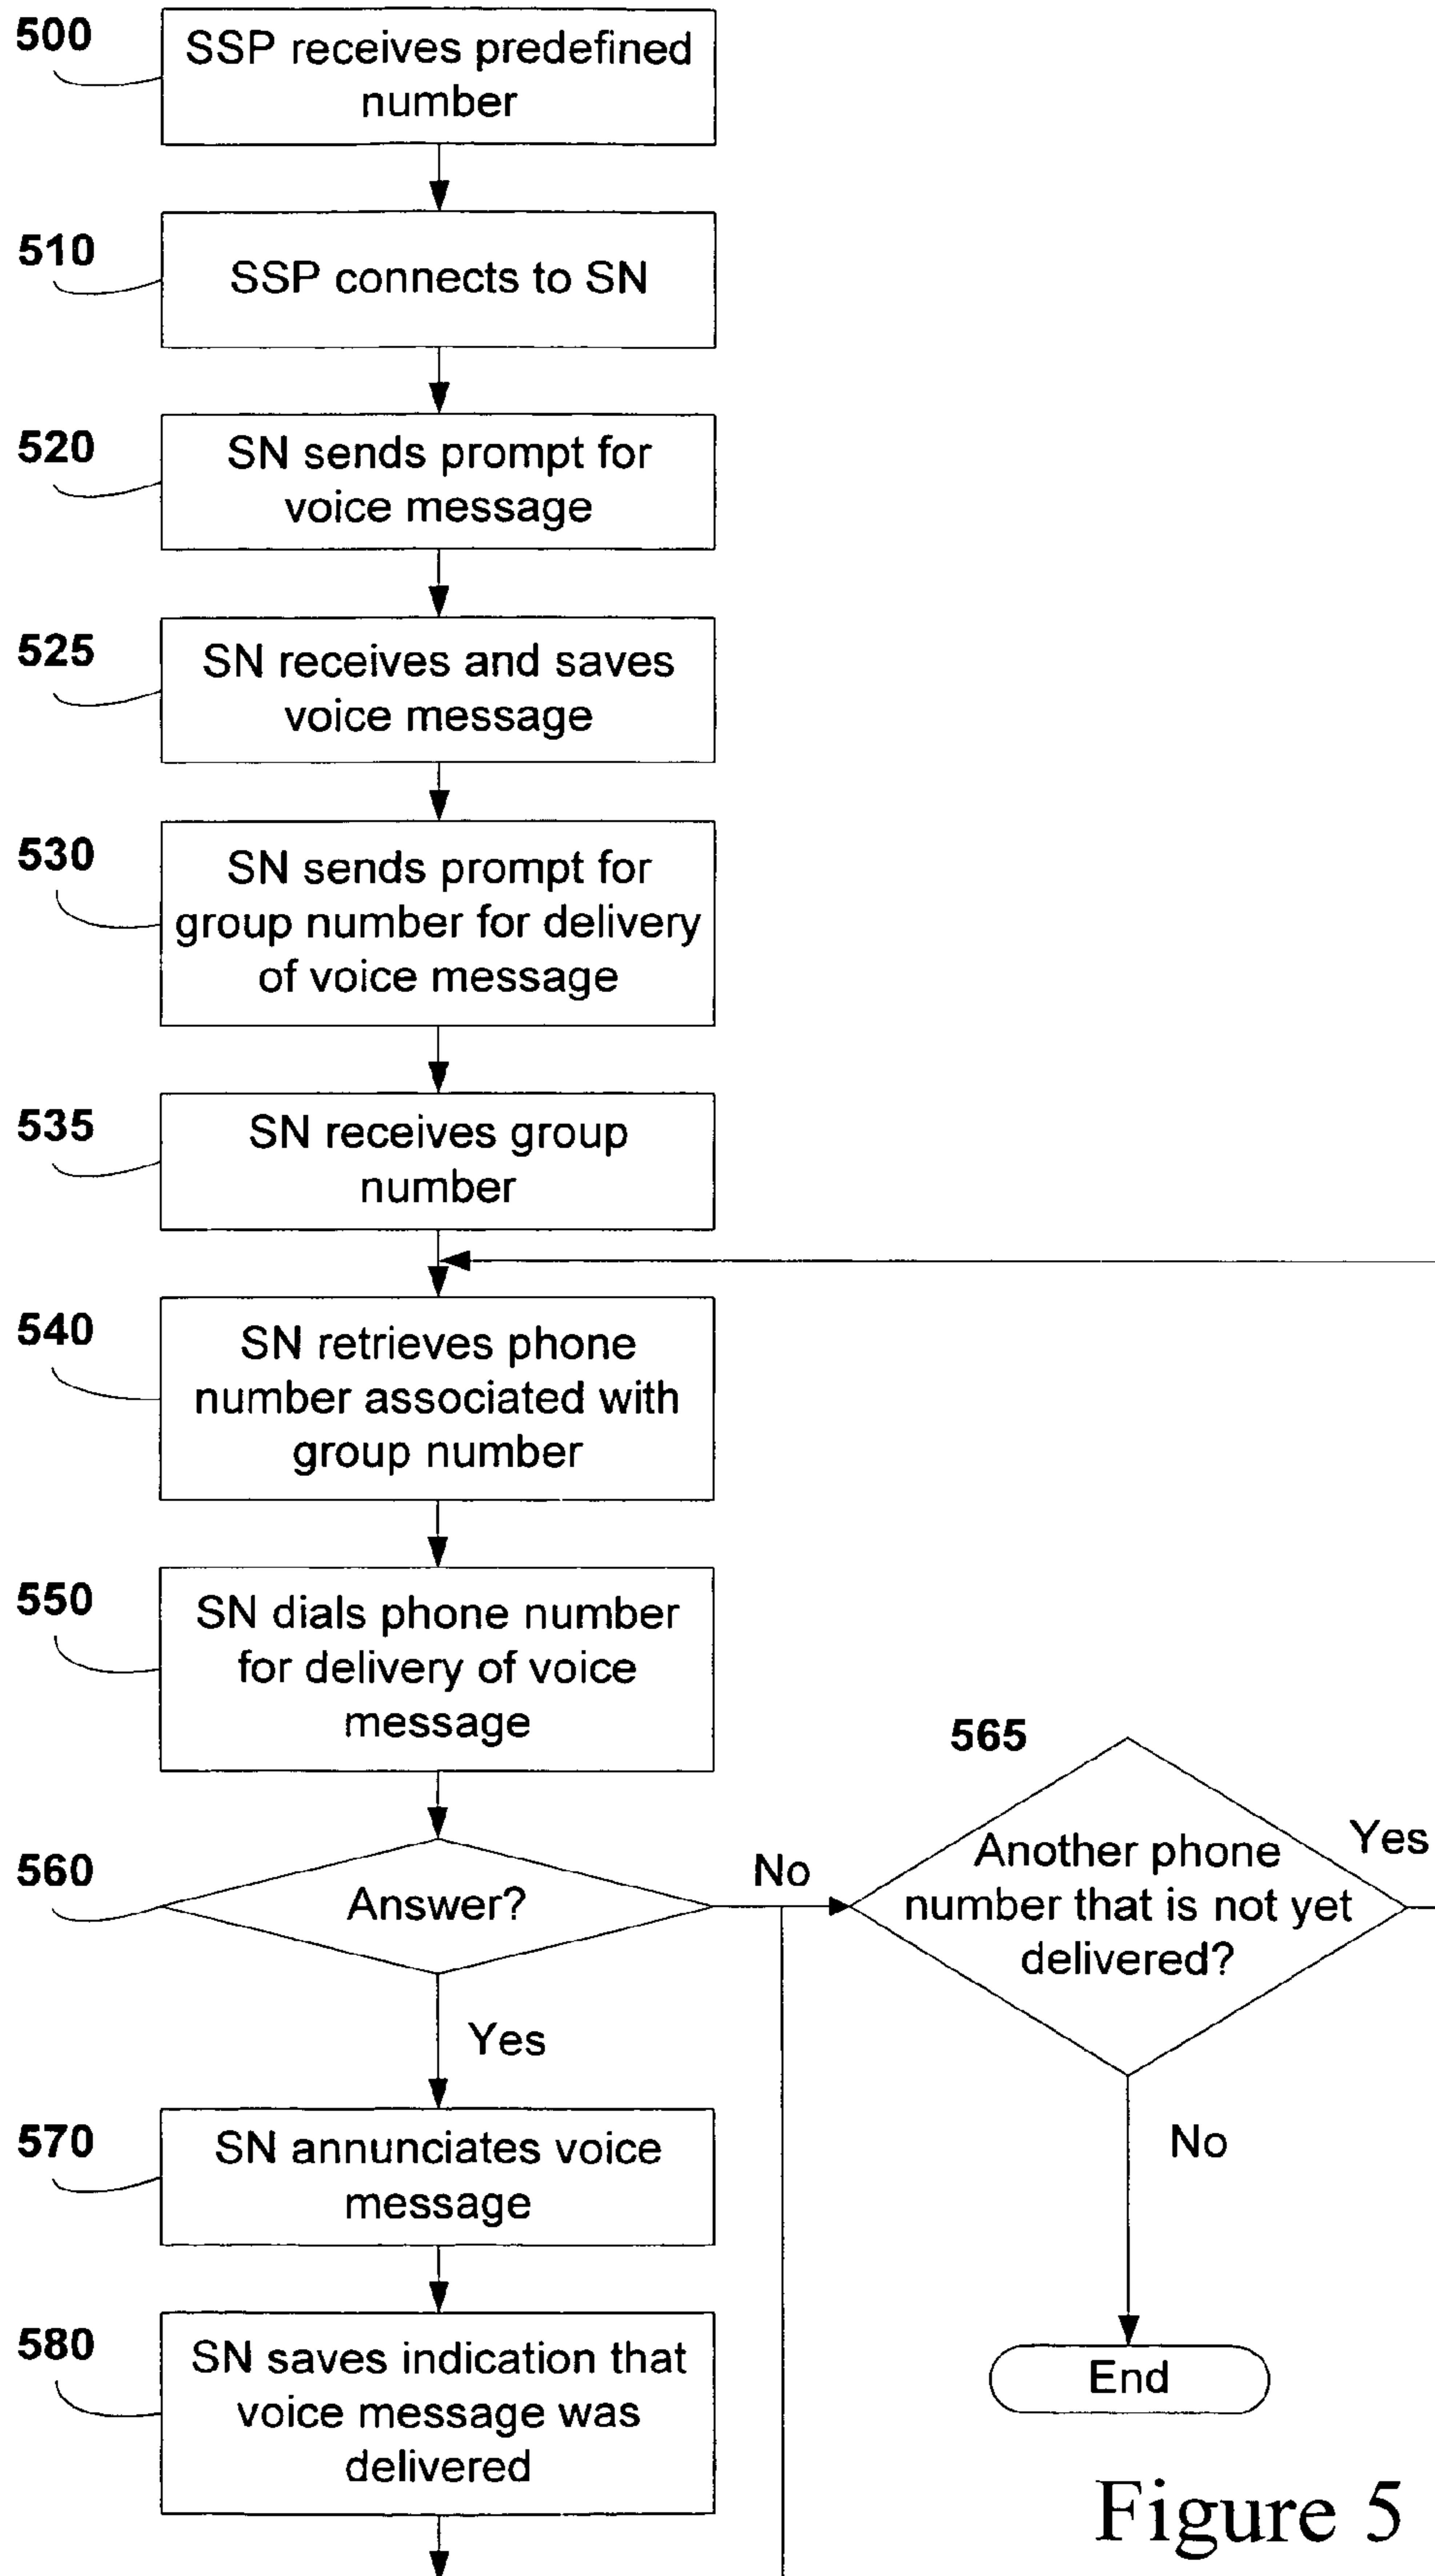 500
SSP receives predefined
number
510
SSP connects to SN
520
SN sends prompt for
voice message
525
SN receives and saves
voice message
530
SN sends prompt for
group number for delivery
of voice message
535
SN receives group
number
540
SN retrieves phone
number associated with
group number
550
SN dials phone number
for delivery of voice
message
560
Answer?
No
565
Another phone
number that is not yet
delivered?
Yes
Yes
No
570
SN annunciates voice
message
580
SN saves indication that
voice message was
delivered
End
Figure 5